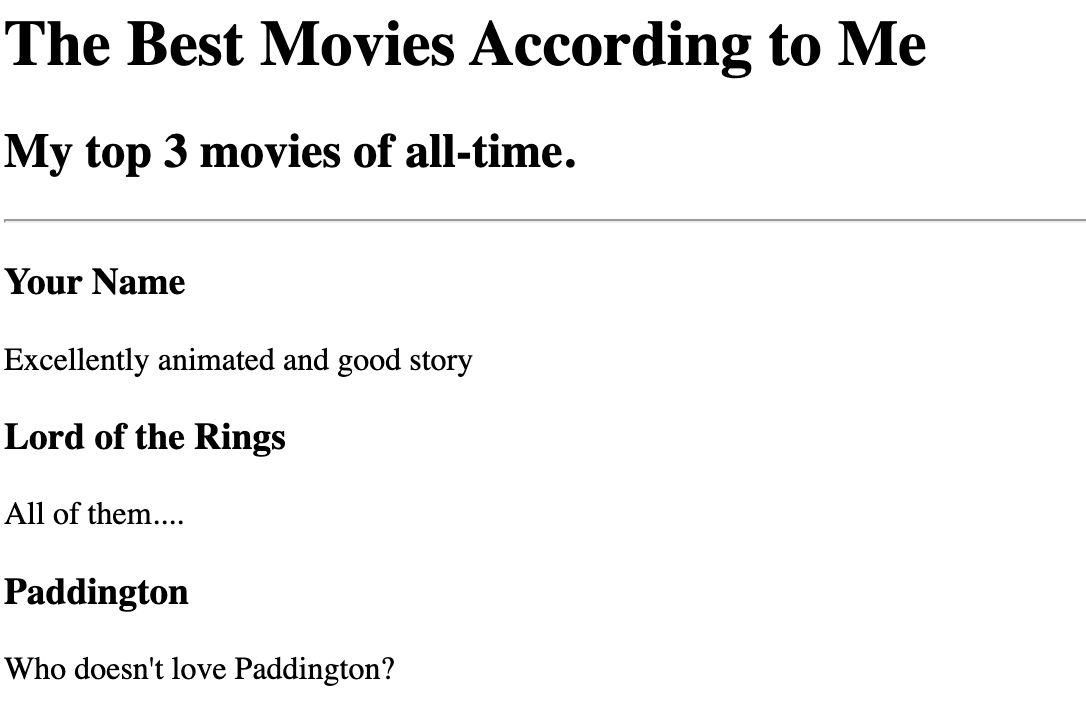 The Best Movies According to Me
My top 3 movies of all-time.
Your Name
Excellently animated and good story
Lord of the Rings
All of them....
Paddington
Who doesn't love Paddington?